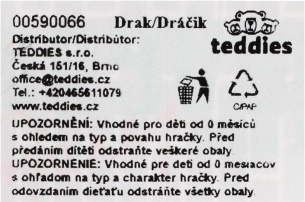 00590066 Drak/Dráčik
Distributor/Distribútor:
TEDDIES s.r.o.
teddies
Česká 151/16, Brno
office@teddies.cz
Tel.: +420465611079
www.teddies.cz
C/PAP
UPOZORNĚNÍ: Vhodné pro děti od 0 měsíců
s ohledem na typ a povahu hračky. Před
předáním dítěti odstraňte veškeré obaly.
UPOZORNENIE: Vhodné pre deti od 0 mesiacov
s ohľadom na typ a charakter hračky. Pred
odovzdaním dieťaťu odstráňte všetky obaly.